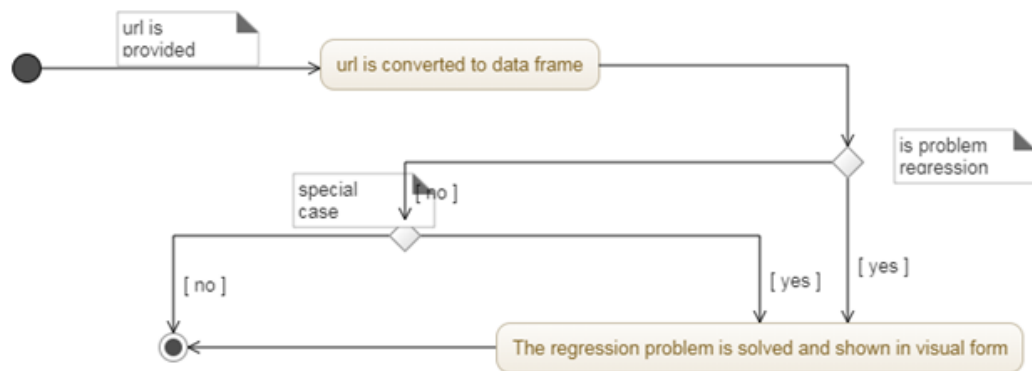 url is
provided
url is converted to data frame
is problem
regression
special
case
[ no ]
[ no ]
[ yes ]
[ yes ]
The regression problem is solved and shown in visual form